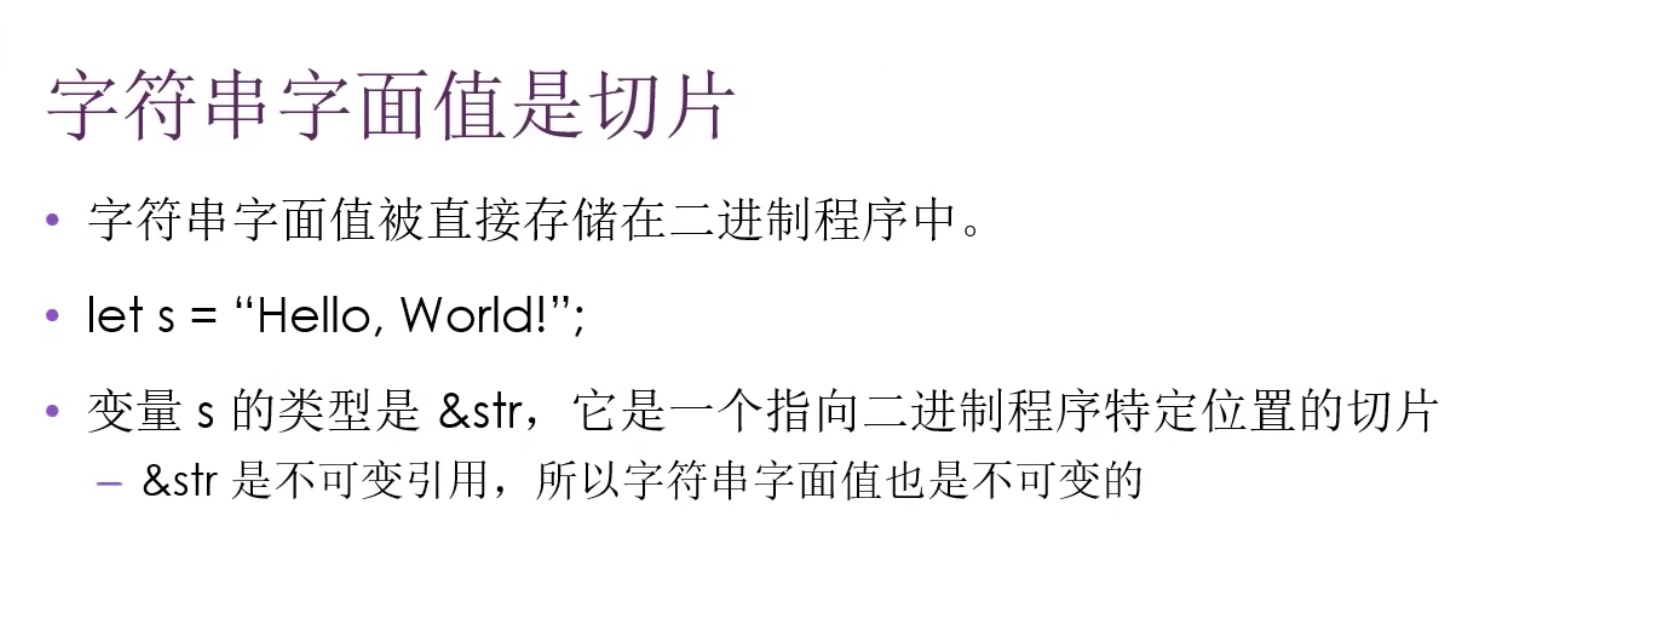 字符串字面值是切片
• 字符串字面值被直接存储在二进制程序中。
• let s = “Hello, World!”;
• 变量 s 的类型是 &str，它是一个指向二进制程序特定位置的切片
– &str 是不可变引用，所以字符串字面值也是不可变的